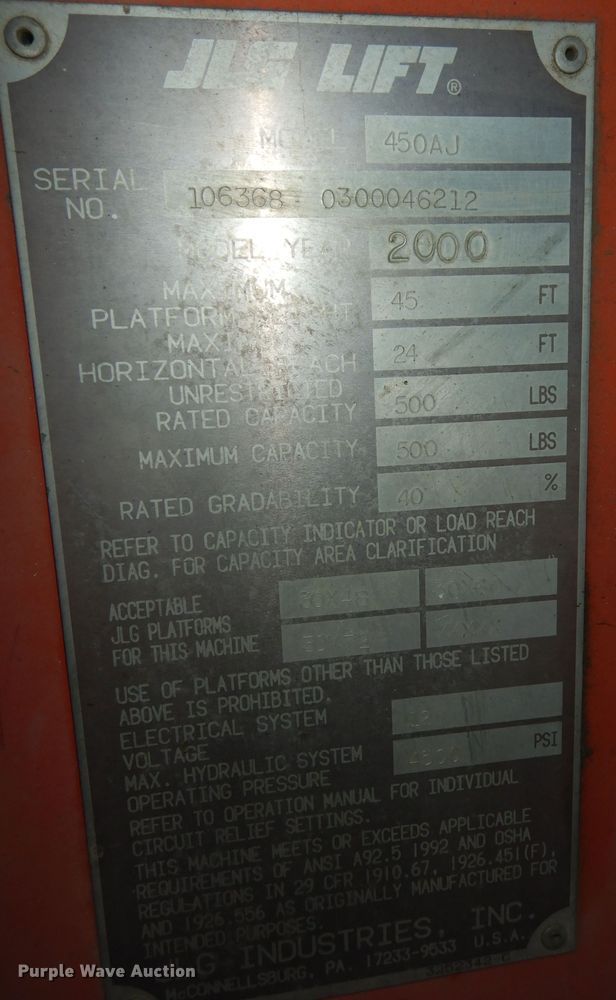 JLG LIFT®
MODEL 450AJ
SERIAL NO. 106368 0300046212
MODEL YEAR 2000
MAXIMUM PLATFORM HEIGHT 45 FT
MAXIMUM HORIZONTAL REACH 24 FT
UNRESTRICTED RATED CAPACITY 500 LBS
MAXIMUM CAPACITY 500 LBS
RATED GRADABILITY 40 %
REFER TO CAPACITY INDICATOR OR LOAD REACH
DIAG. FOR CAPACITY AREA CLARIFICATION
ACCEPTABLE
JLG PLATFORMS
FOR THIS MACHINE
USE OF PLATFORMS OTHER THAN THOSE LISTED
ABOVE IS PROHIBITED.
ELECTRICAL SYSTEM
VOLTAGE 12
MAX. HYDRAULIC SYSTEM
OPERATING PRESSURE PSI
REFER TO OPERATION MANUAL FOR INDIVIDUAL
CIRCUIT RELIEF SETTINGS.
THIS MACHINE MEETS OR EXCEEDS APPLICABLE
REQUIREMENTS OF ANSI A92.5 1992 AND OSHA
REGULATIONS IN 29 CFR 1910.67, 1926.451(F),
AND 1926.556 AS ORIGINALLY MANUFACTURED FOR
INTENDED PURPOSES.
JLG INDUSTRIES, INC.
McCONNELLSBURG, PA. 17233-9533 U.S.A.
Purple Wave Auction